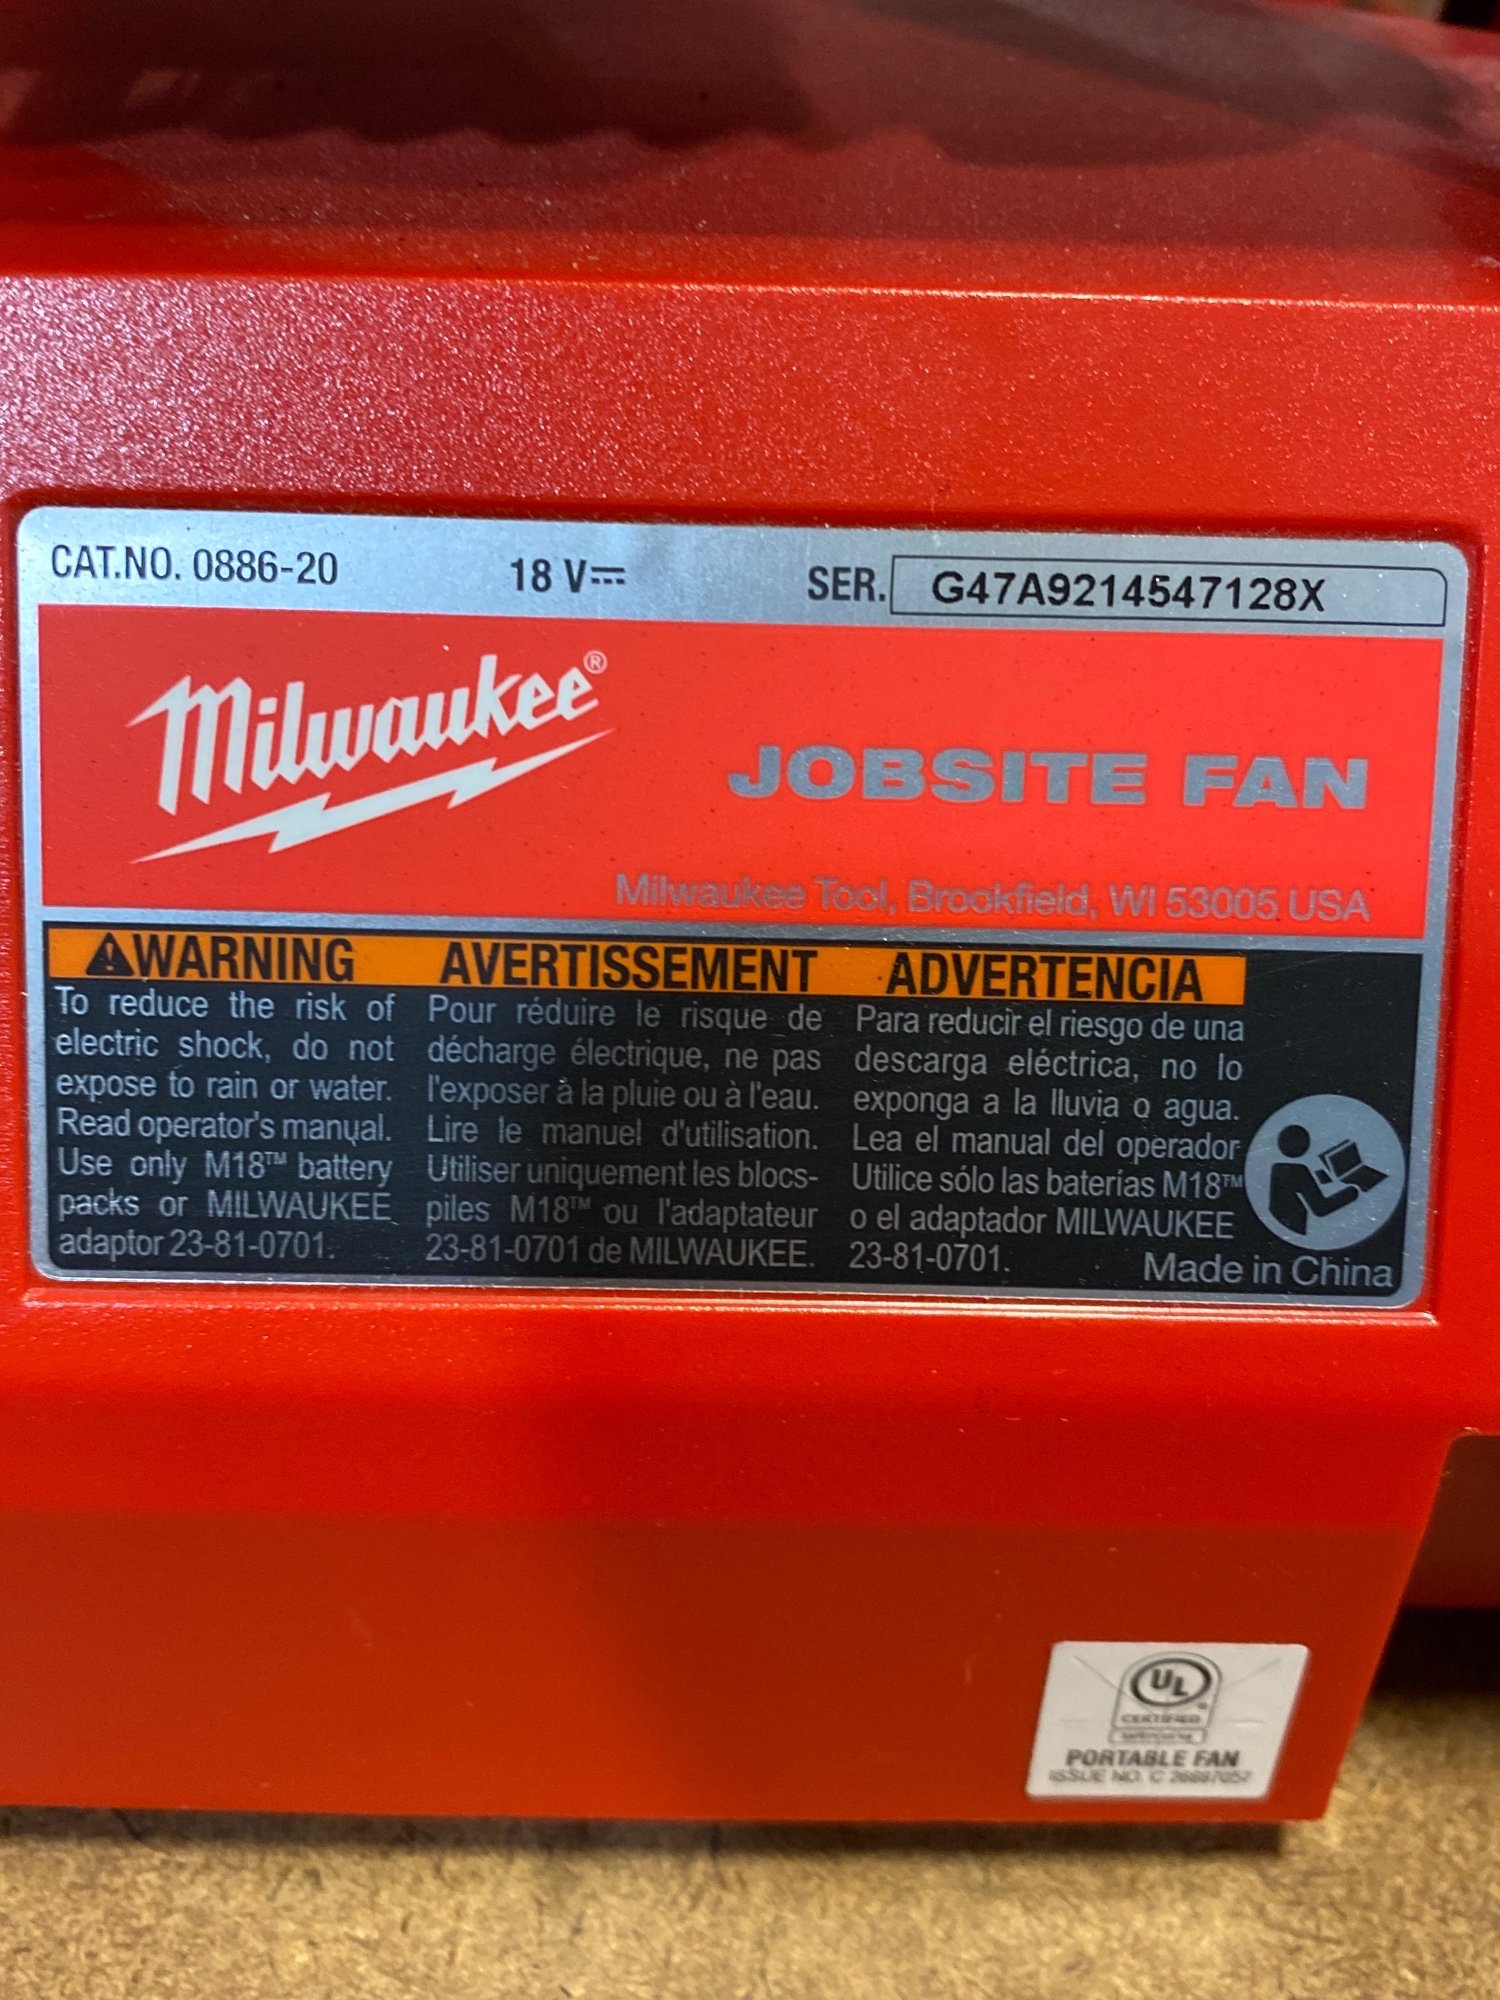 CAT.NO. 0886-20 18 V⎓ SER. G47A9214547128X
Milwaukee®
JOBSITE FAN
Milwaukee Tool, Brookfield, WI 53005 USA
⚠WARNING
To reduce the risk of
electric shock, do not
expose to rain or water.
Read operator's manual.
Use only M18™ battery
packs or MILWAUKEE
adaptor 23-81-0701.
AVERTISSEMENT
Pour réduire le risque de
décharge électrique, ne pas
l'exposer à la pluie ou à l'eau.
Lire le manuel d'utilisation.
Utiliser uniquement les blocs-
piles M18™ ou l'adaptateur
23-81-0701 de MILWAUKEE.
ADVERTENCIA
Para reducir el riesgo de una
descarga eléctrica, no lo
exponga a la lluvia o agua.
Lea el manual del operador
Utilice sólo las baterías M18™
o el adaptador MILWAUKEE
23-81-0701.
Made in China
UL
CERTIFIED
PORTABLE FAN
ISSUE NO. C